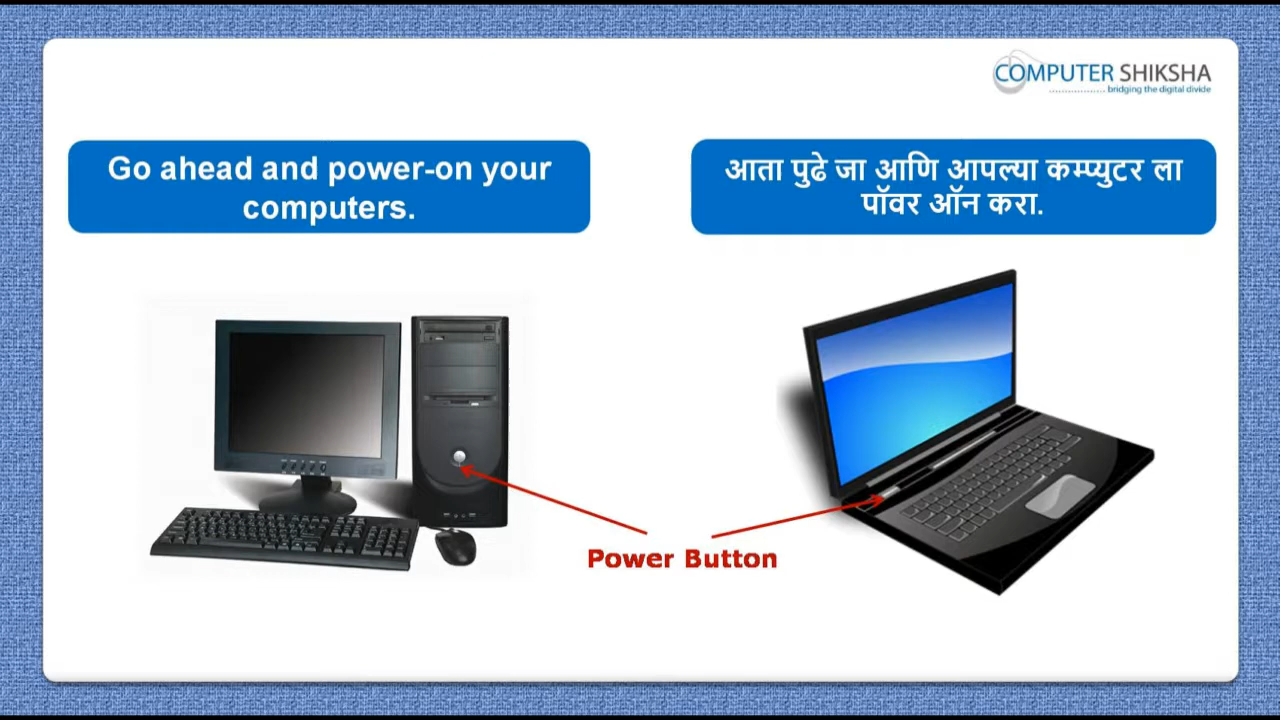 COMPUTER SHIKSHA
bridging the digital divide
Go ahead and power-on your
computers.
आता पुढे जा आणि आपल्या कम्प्युटर ला
पॉवर ऑन करा.
Power Button